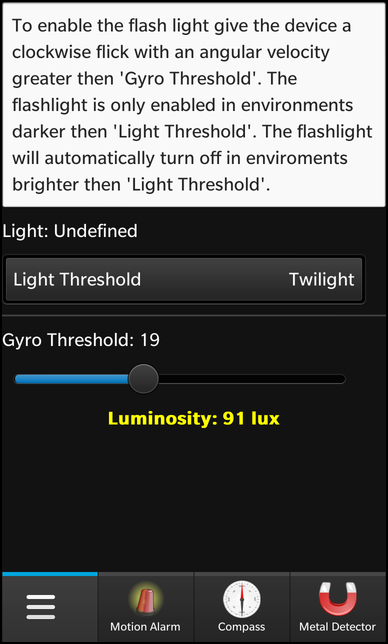 To enable the flash light give the device a
clockwise flick with an angular velocity
greater then 'Gyro Threshold'. The
flashlight is only enabled in environments
darker then 'Light Threshold'. The flashlight
will automatically turn off in enviroments
brighter then 'Light Threshold'.
Light: Undefined
Light Threshold Twilight
Gyro Threshold: 19
Luminosity: 91 lux
Motion Alarm Compass Metal Detector